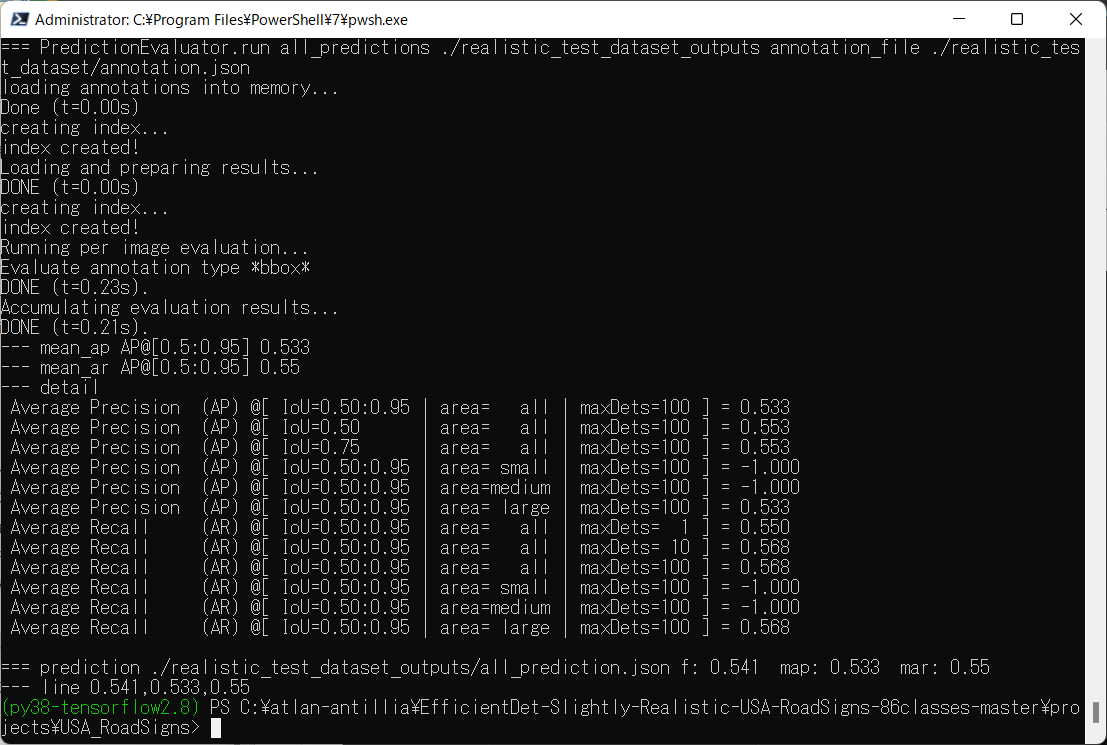 Administrator: C:¥Program Files¥PowerShell¥7¥pwsh.exe
=== PredictionEvaluator.run all_predictions ./realistic_test_dataset_outputs annotation_file ./realistic_tes
t_dataset/annotation.json
loading annotations into memory...
Done (t=0.00s)
creating index...
index created!
Loading and preparing results...
DONE (t=0.00s)
creating index...
index created!
Running per image evaluation...
Evaluate annotation type *bbox*
DONE (t=0.23s).
Accumulating evaluation results...
DONE (t=0.21s).
--- mean_ap AP@[0.5:0.95] 0.533
--- mean_ar AP@[0.5:0.95] 0.55
--- detail
 Average Precision  (AP) @[ IoU=0.50:0.95 | area=   all | maxDets=100 ] = 0.533
 Average Precision  (AP) @[ IoU=0.50      | area=   all | maxDets=100 ] = 0.553
 Average Precision  (AP) @[ IoU=0.75      | area=   all | maxDets=100 ] = 0.553
 Average Precision  (AP) @[ IoU=0.50:0.95 | area= small | maxDets=100 ] = -1.000
 Average Precision  (AP) @[ IoU=0.50:0.95 | area=medium | maxDets=100 ] = -1.000
 Average Precision  (AP) @[ IoU=0.50:0.95 | area= large | maxDets=100 ] = 0.533
 Average Recall     (AR) @[ IoU=0.50:0.95 | area=   all | maxDets=  1 ] = 0.550
 Average Recall     (AR) @[ IoU=0.50:0.95 | area=   all | maxDets= 10 ] = 0.568
 Average Recall     (AR) @[ IoU=0.50:0.95 | area=   all | maxDets=100 ] = 0.568
 Average Recall     (AR) @[ IoU=0.50:0.95 | area= small | maxDets=100 ] = -1.000
 Average Recall     (AR) @[ IoU=0.50:0.95 | area=medium | maxDets=100 ] = -1.000
 Average Recall     (AR) @[ IoU=0.50:0.95 | area= large | maxDets=100 ] = 0.568
=== prediction ./realistic_test_dataset_outputs/all_prediction.json f: 0.541  map: 0.533  mar: 0.55
--- line 0.541,0.533,0.55
(py38-tensorflow2.8) PS C:¥atlan-antillia¥EfficientDet-Slightly-Realistic-USA-RoadSigns-86classes-master¥pro
jects¥USA_RoadSigns>